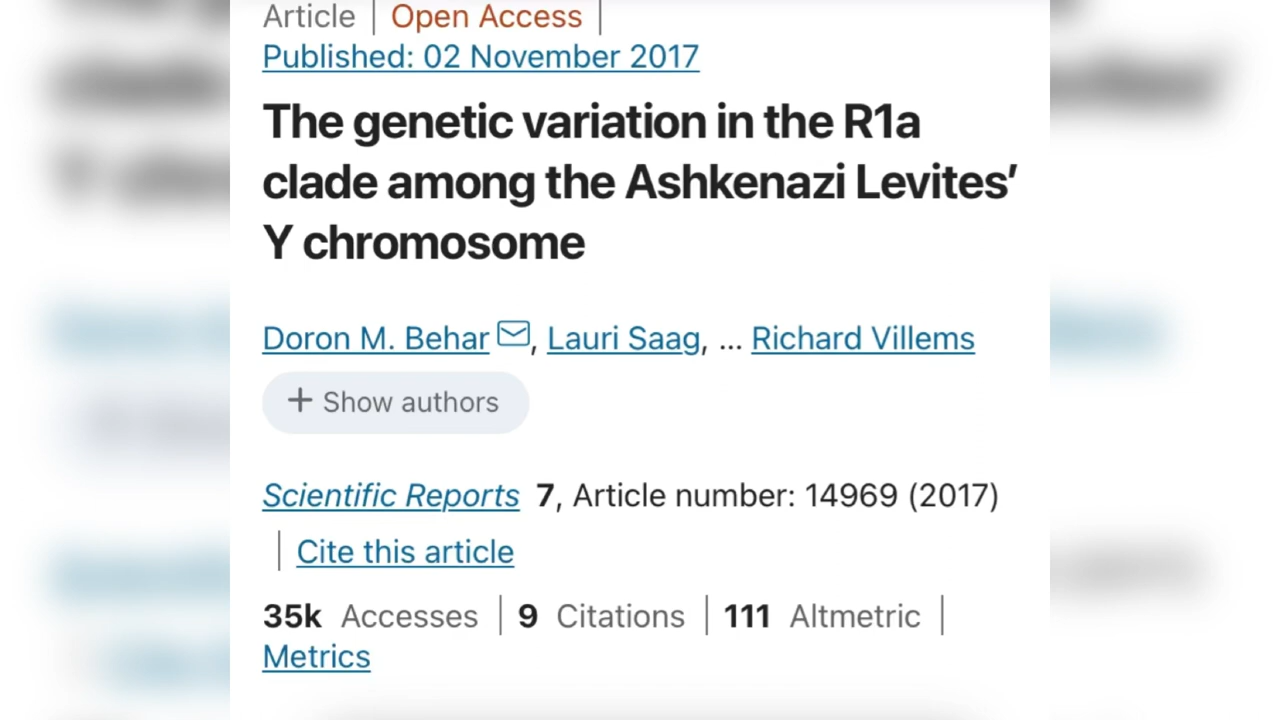 Article | Open Access |
Published: 02 November 2017
The genetic variation in the R1a
clade among the Ashkenazi Levites’
Y chromosome
Doron M. Behar, Lauri Saag, ... Richard Villems
+ Show authors
Scientific Reports 7, Article number: 14969 (2017)
| Cite this article
35k Accesses | 9 Citations | 111 Altmetric |
Metrics